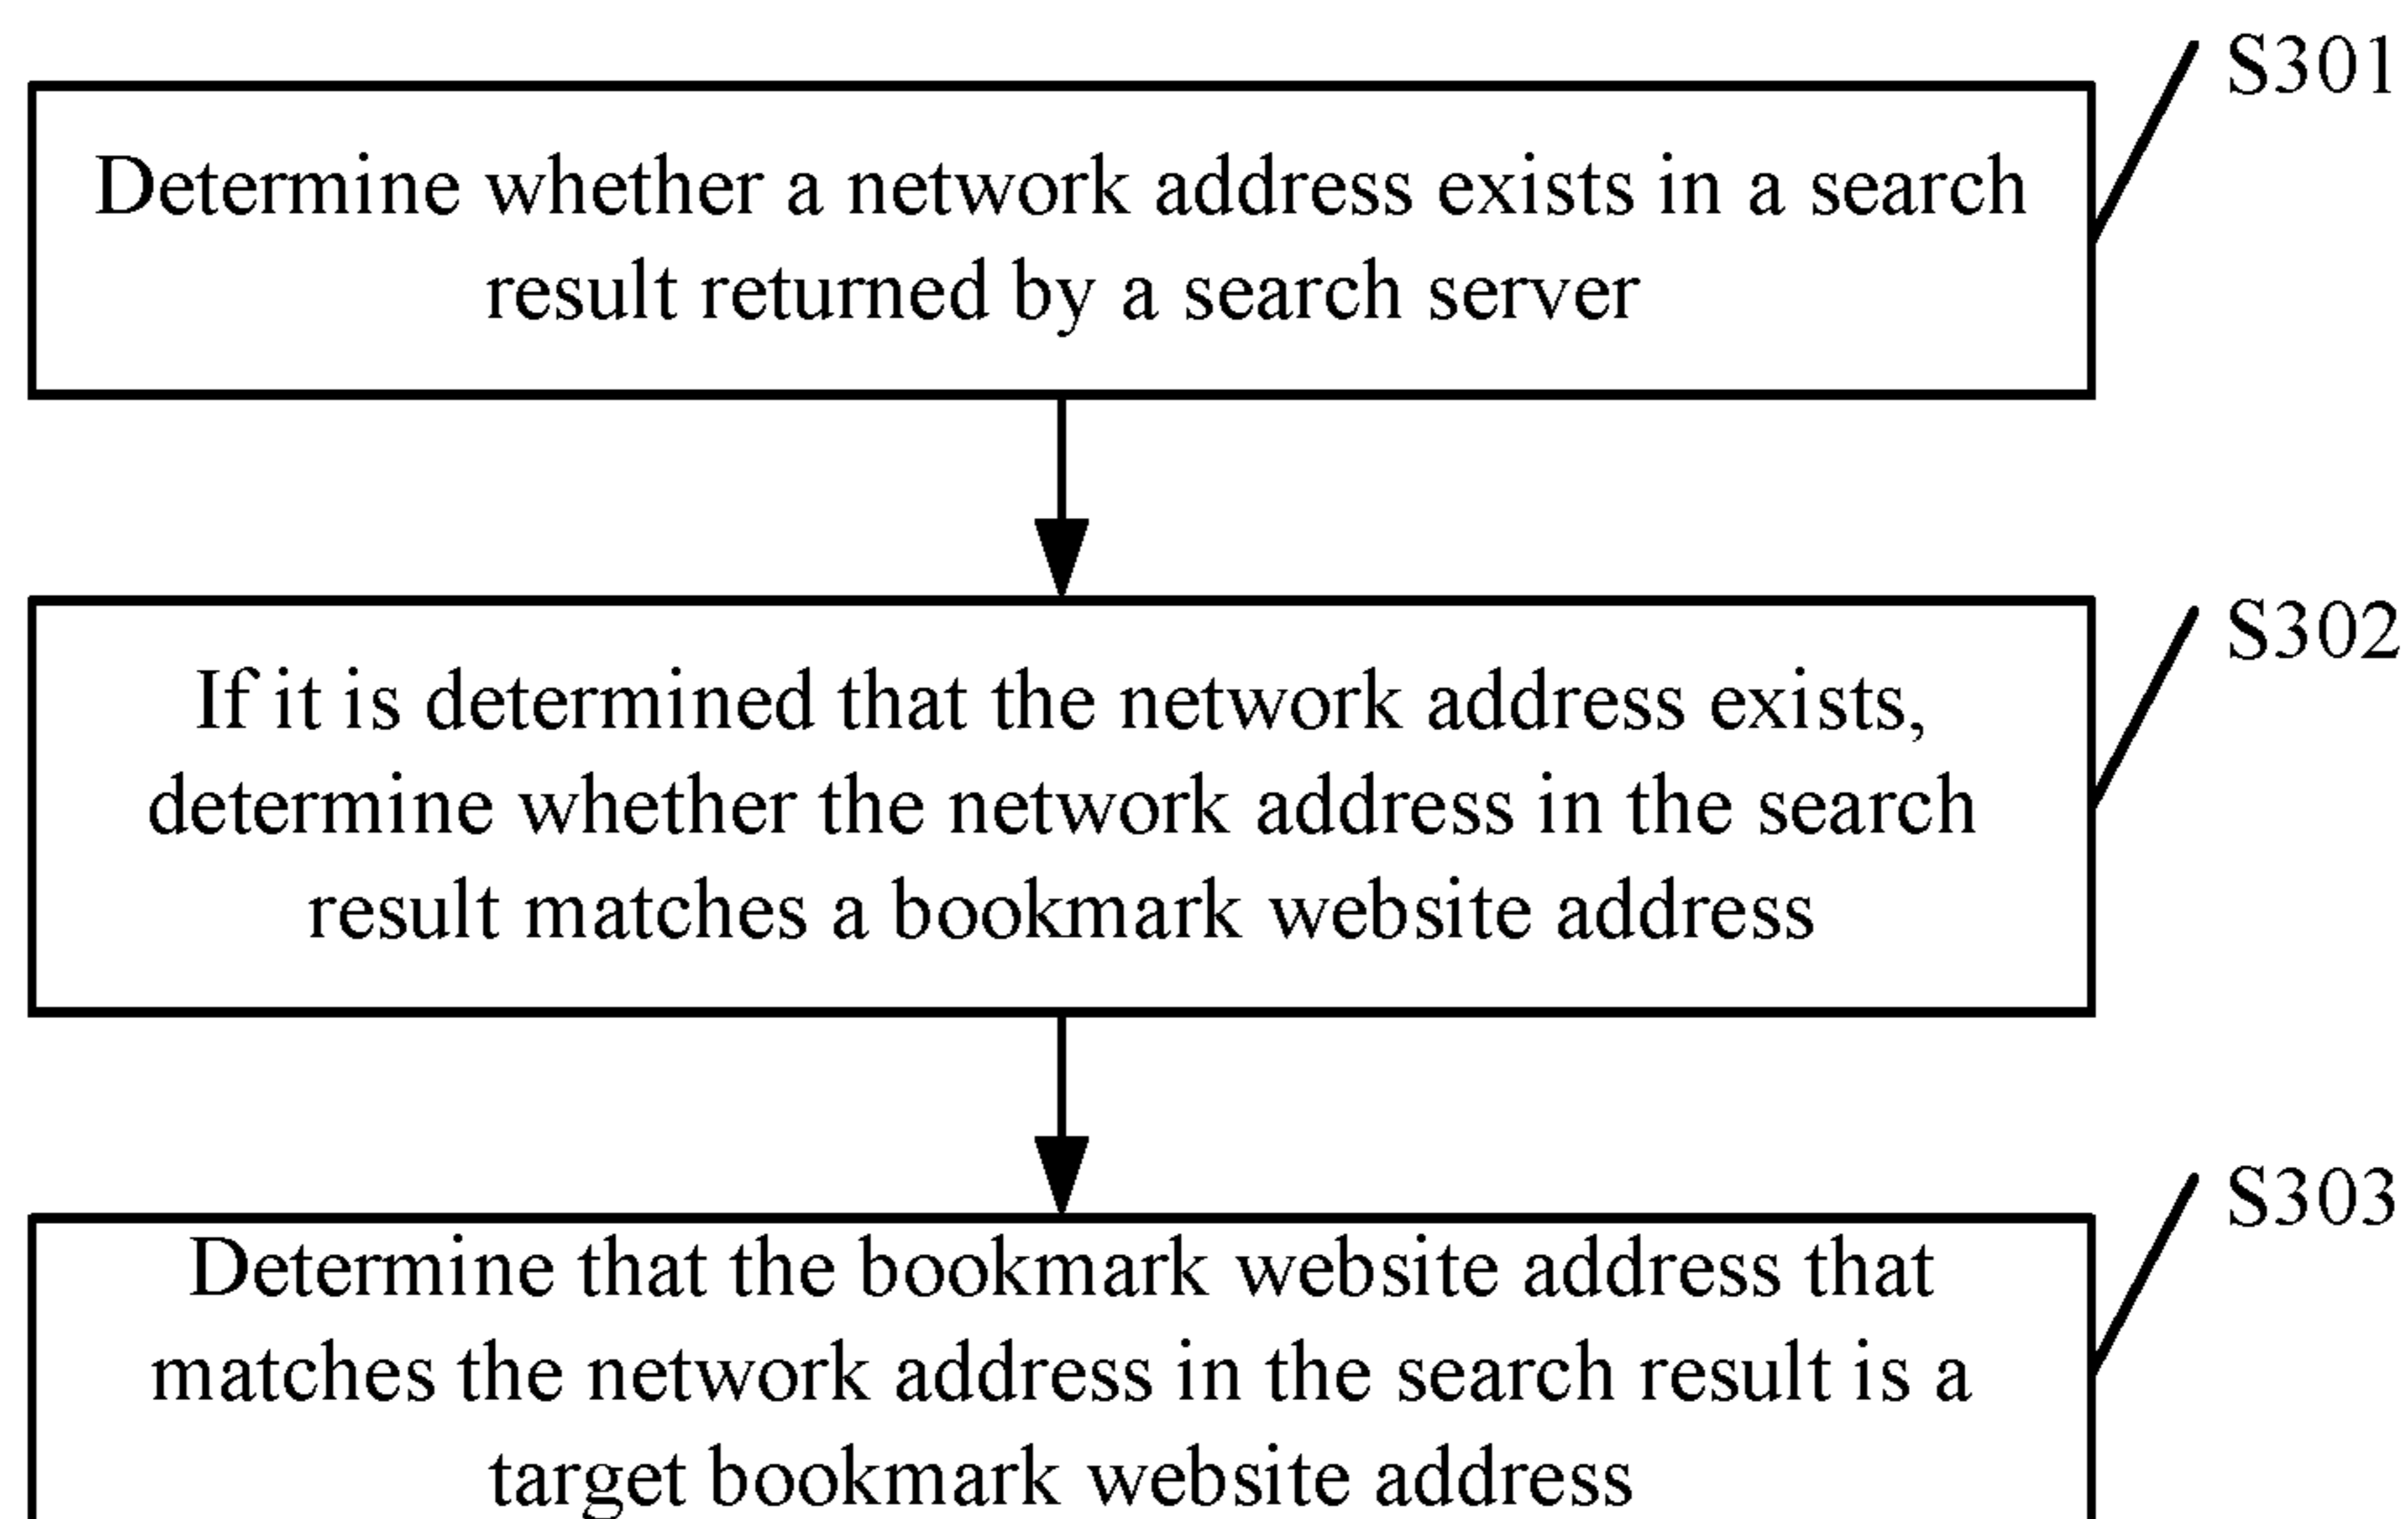 S301
Determine whether a network address exists in a search
result returned by a search server
S302
If it is determined that the network address exists,
determine whether the network address in the search
result matches a bookmark website address
S303
Determine that the bookmark website address that
matches the network address in the search result is a
target bookmark website address